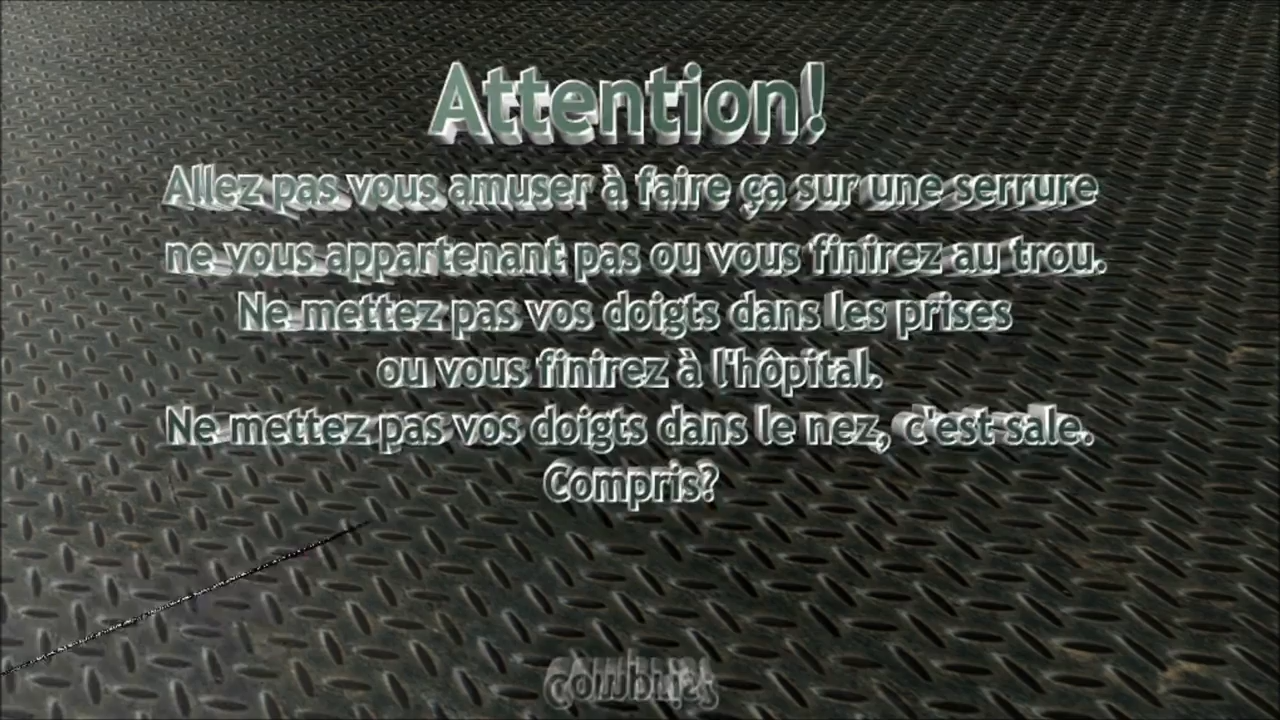 Attention!
Allez pas vous amuser à faire ça sur une serrure
ne vous appartenant pas ou vous finirez au trou.
Ne mettez pas vos doigts dans les prises
ou vous finirez à l'hôpital.
Ne mettez pas vos doigts dans le nez, c'est sale.
Compris?